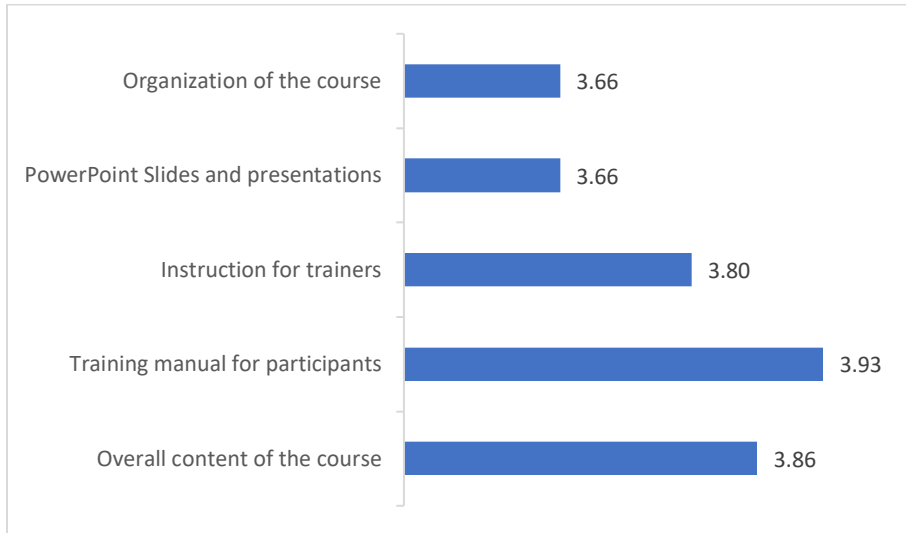 Organization of the course 3.66
PowerPoint Slides and presentations 3.66
Instruction for trainers 3.80
Training manual for participants 3.93
Overall content of the course 3.86